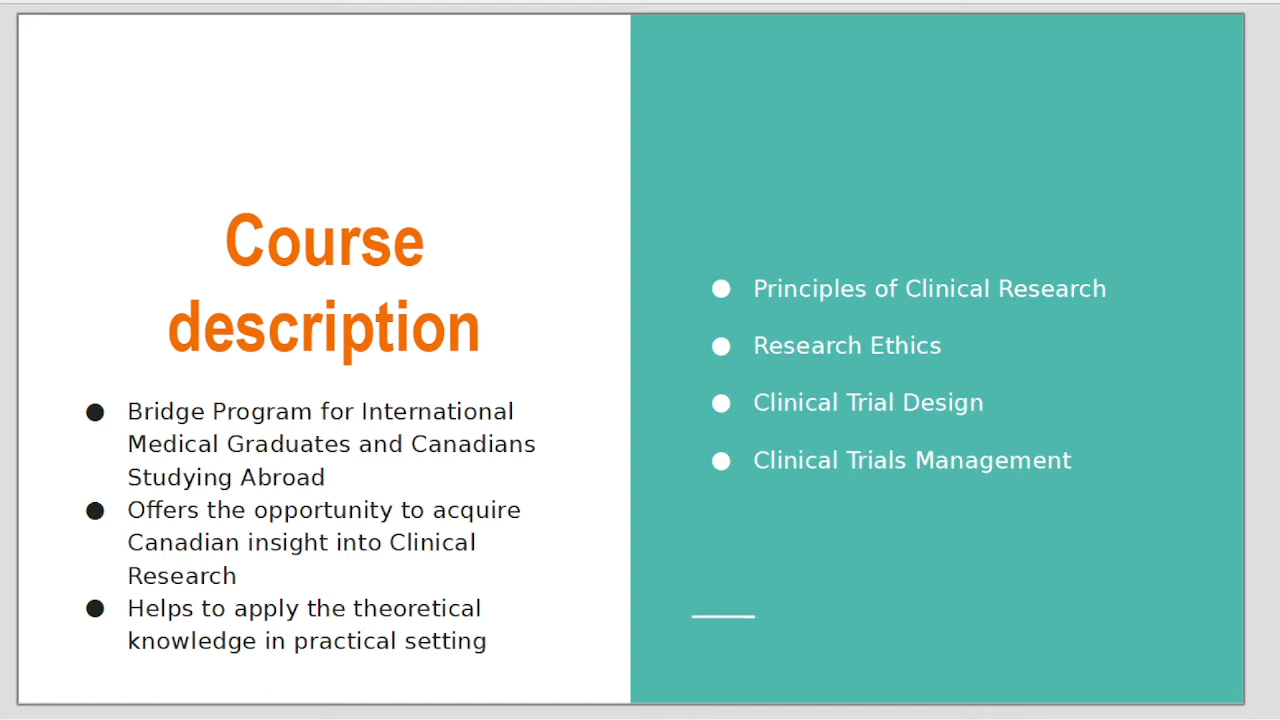 Course
description
● Bridge Program for International
Medical Graduates and Canadians
Studying Abroad
● Offers the opportunity to acquire
Canadian insight into Clinical
Research
● Helps to apply the theoretical
knowledge in practical setting
● Principles of Clinical Research
● Research Ethics
● Clinical Trial Design
● Clinical Trials Management